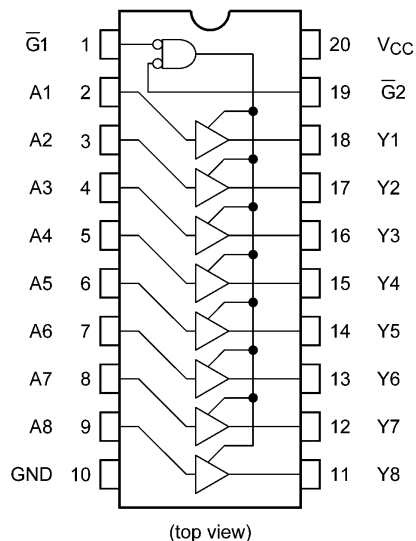 G̅1 1 20 VCC
A1 2 19 G̅2
A2 3 18 Y1
A3 4 17 Y2
A4 5 16 Y3
A5 6 15 Y4
A6 7 14 Y5
A7 8 13 Y6
A8 9 12 Y7
GND 10 11 Y8
(top view)